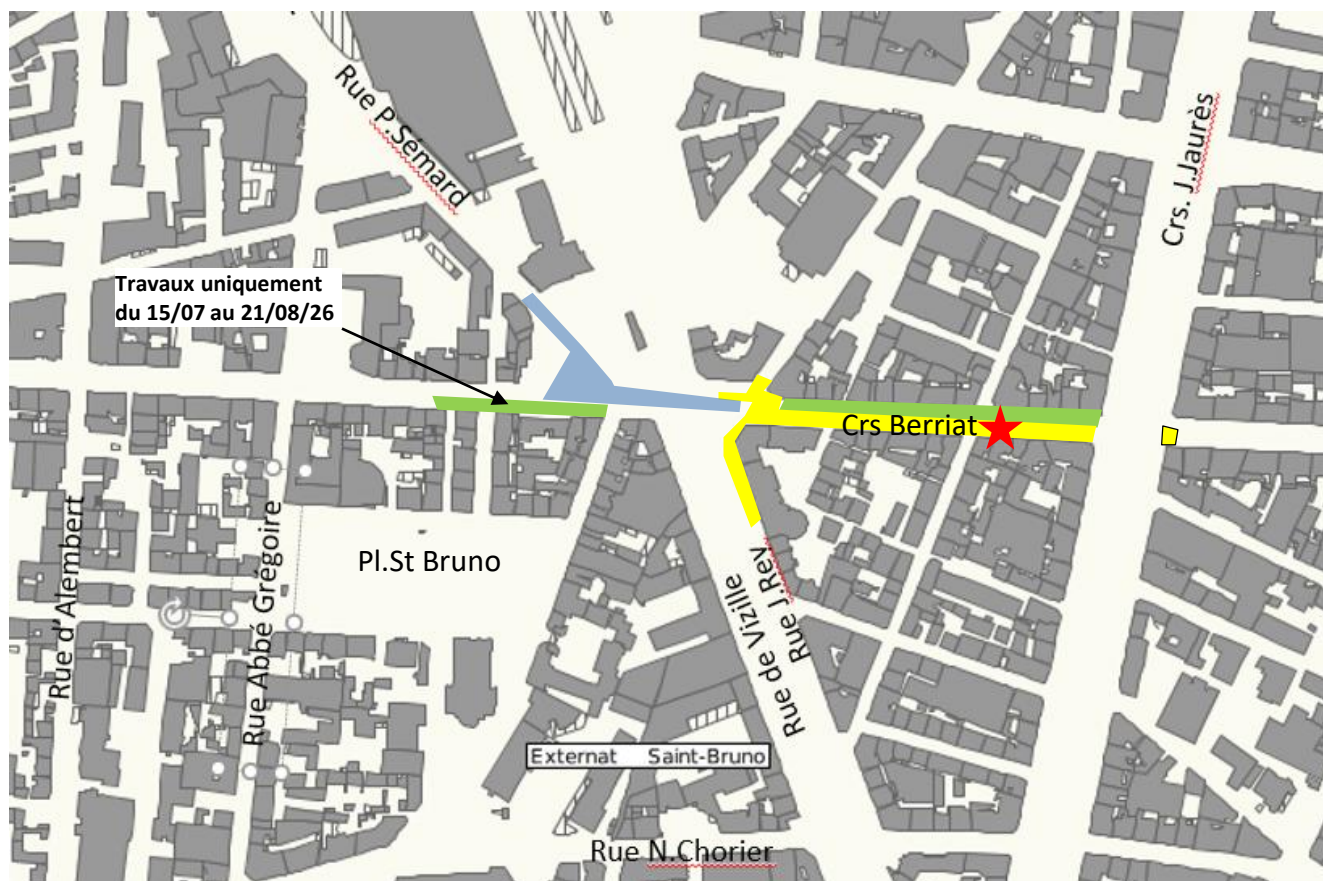 Rue P.Sémard
Crs. J.Jaurès
Travaux uniquement
du 15/07 au 21/08/26
Crs Berriat
Rue d'Alembert
Rue Abbé Grégoire
Pl.St Bruno
Rue de Vizille
Rue J.Rey
Externat Saint-Bruno
Rue N.Chorier